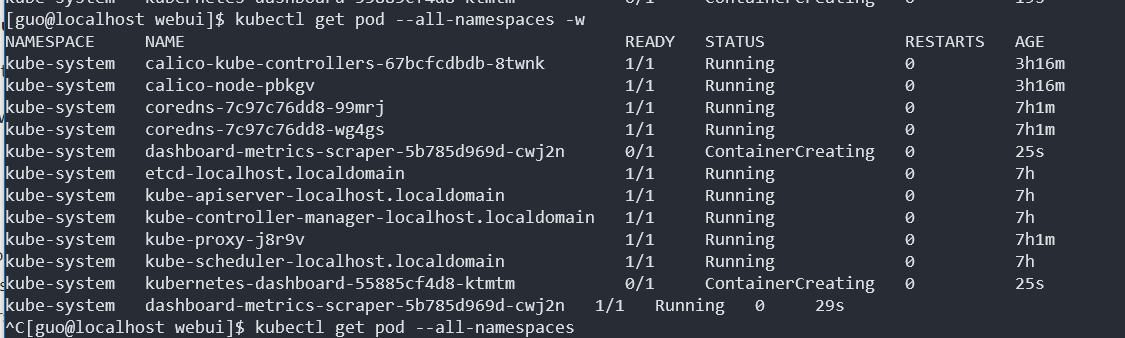 kube-system kubernetes-dashboard-55885cf4d8-ktmtm 0/1 ContainerCreating 0 19s
[guo@localhost webui]$ kubectl get pod --all-namespaces -w
NAMESPACE NAME READY STATUS RESTARTS AGE
kube-system calico-kube-controllers-67bcfcdbdb-8twnk 1/1 Running 0 3h16m
kube-system calico-node-pbkgv 1/1 Running 0 3h16m
kube-system coredns-7c97c76dd8-99mrj 1/1 Running 0 7h1m
kube-system coredns-7c97c76dd8-wg4gs 1/1 Running 0 7h1m
kube-system dashboard-metrics-scraper-5b785d969d-cwj2n 0/1 ContainerCreating 0 25s
kube-system etcd-localhost.localdomain 1/1 Running 0 7h
kube-system kube-apiserver-localhost.localdomain 1/1 Running 0 7h
kube-system kube-controller-manager-localhost.localdomain 1/1 Running 0 7h
kube-system kube-proxy-j8r9v 1/1 Running 0 7h1m
kube-system kube-scheduler-localhost.localdomain 1/1 Running 0 7h
kube-system kubernetes-dashboard-55885cf4d8-ktmtm 0/1 ContainerCreating 0 25s
kube-system dashboard-metrics-scraper-5b785d969d-cwj2n 1/1 Running 0 29s
^C[guo@localhost webui]$ kubectl get pod --all-namespaces